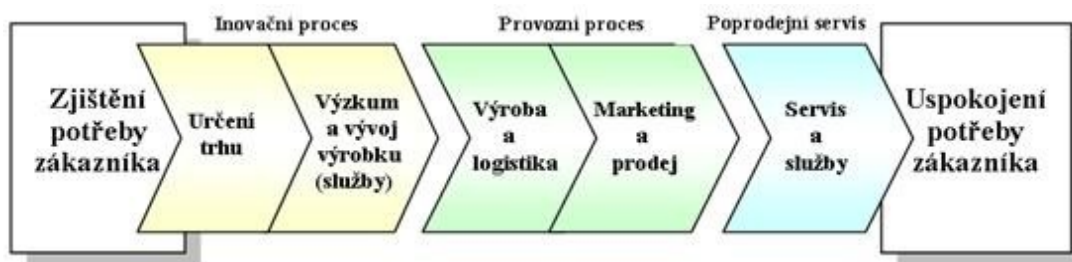 Inovační proces
Provozní proces
Poprodejní servis
Zjištění
potřeby
zákazníka
Určení
trhu
Výzkum
a vývoj
výrobku
(služby)
Výroba
a
logistika
Marketing
a
prodej
Servis
a
služby
Uspokojení
potřeby
zákazníka